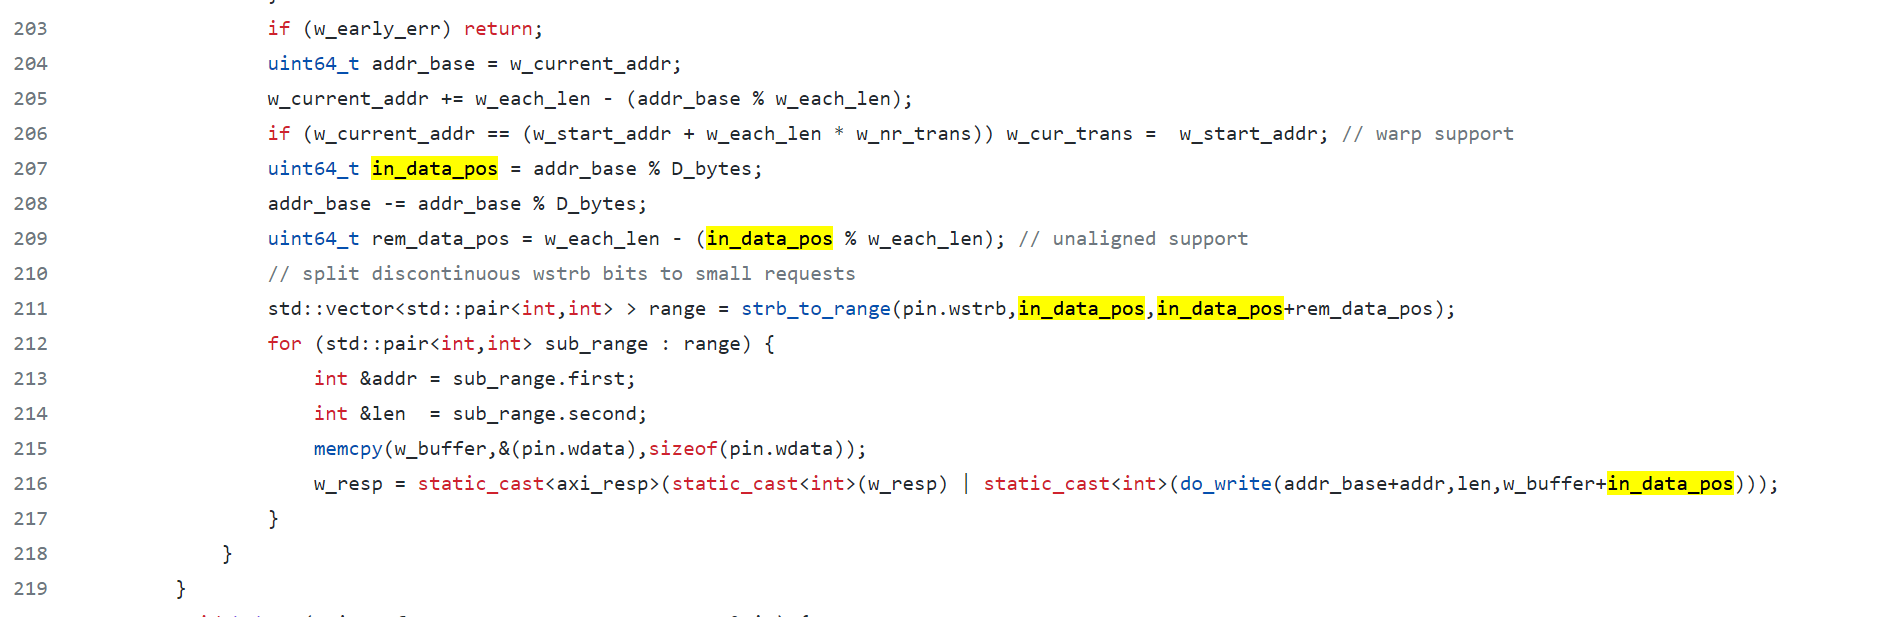 203 if (w_early_err) return;
204 uint64_t addr_base = w_current_addr;
205 w_current_addr += w_each_len - (addr_base % w_each_len);
206 if (w_current_addr == (w_start_addr + w_each_len * w_nr_trans)) w_cur_trans =  w_start_addr; // warp support
207 uint64_t in_data_pos = addr_base % D_bytes;
208 addr_base -= addr_base % D_bytes;
209 uint64_t rem_data_pos = w_each_len - (in_data_pos % w_each_len); // unaligned support
210 // split discontinuous wstrb bits to small requests
211 std::vector<std::pair<int,int> > range = strb_to_range(pin.wstrb,in_data_pos,in_data_pos+rem_data_pos);
212 for (std::pair<int,int> sub_range : range) {
213 int &addr = sub_range.first;
214 int &len  = sub_range.second;
215 memcpy(w_buffer,&(pin.wdata),sizeof(pin.wdata));
216 w_resp = static_cast<axi_resp>(static_cast<int>(w_resp) | static_cast<int>(do_write(addr_base+addr,len,w_buffer+in_data_pos)));
217 }
218 }
219 }